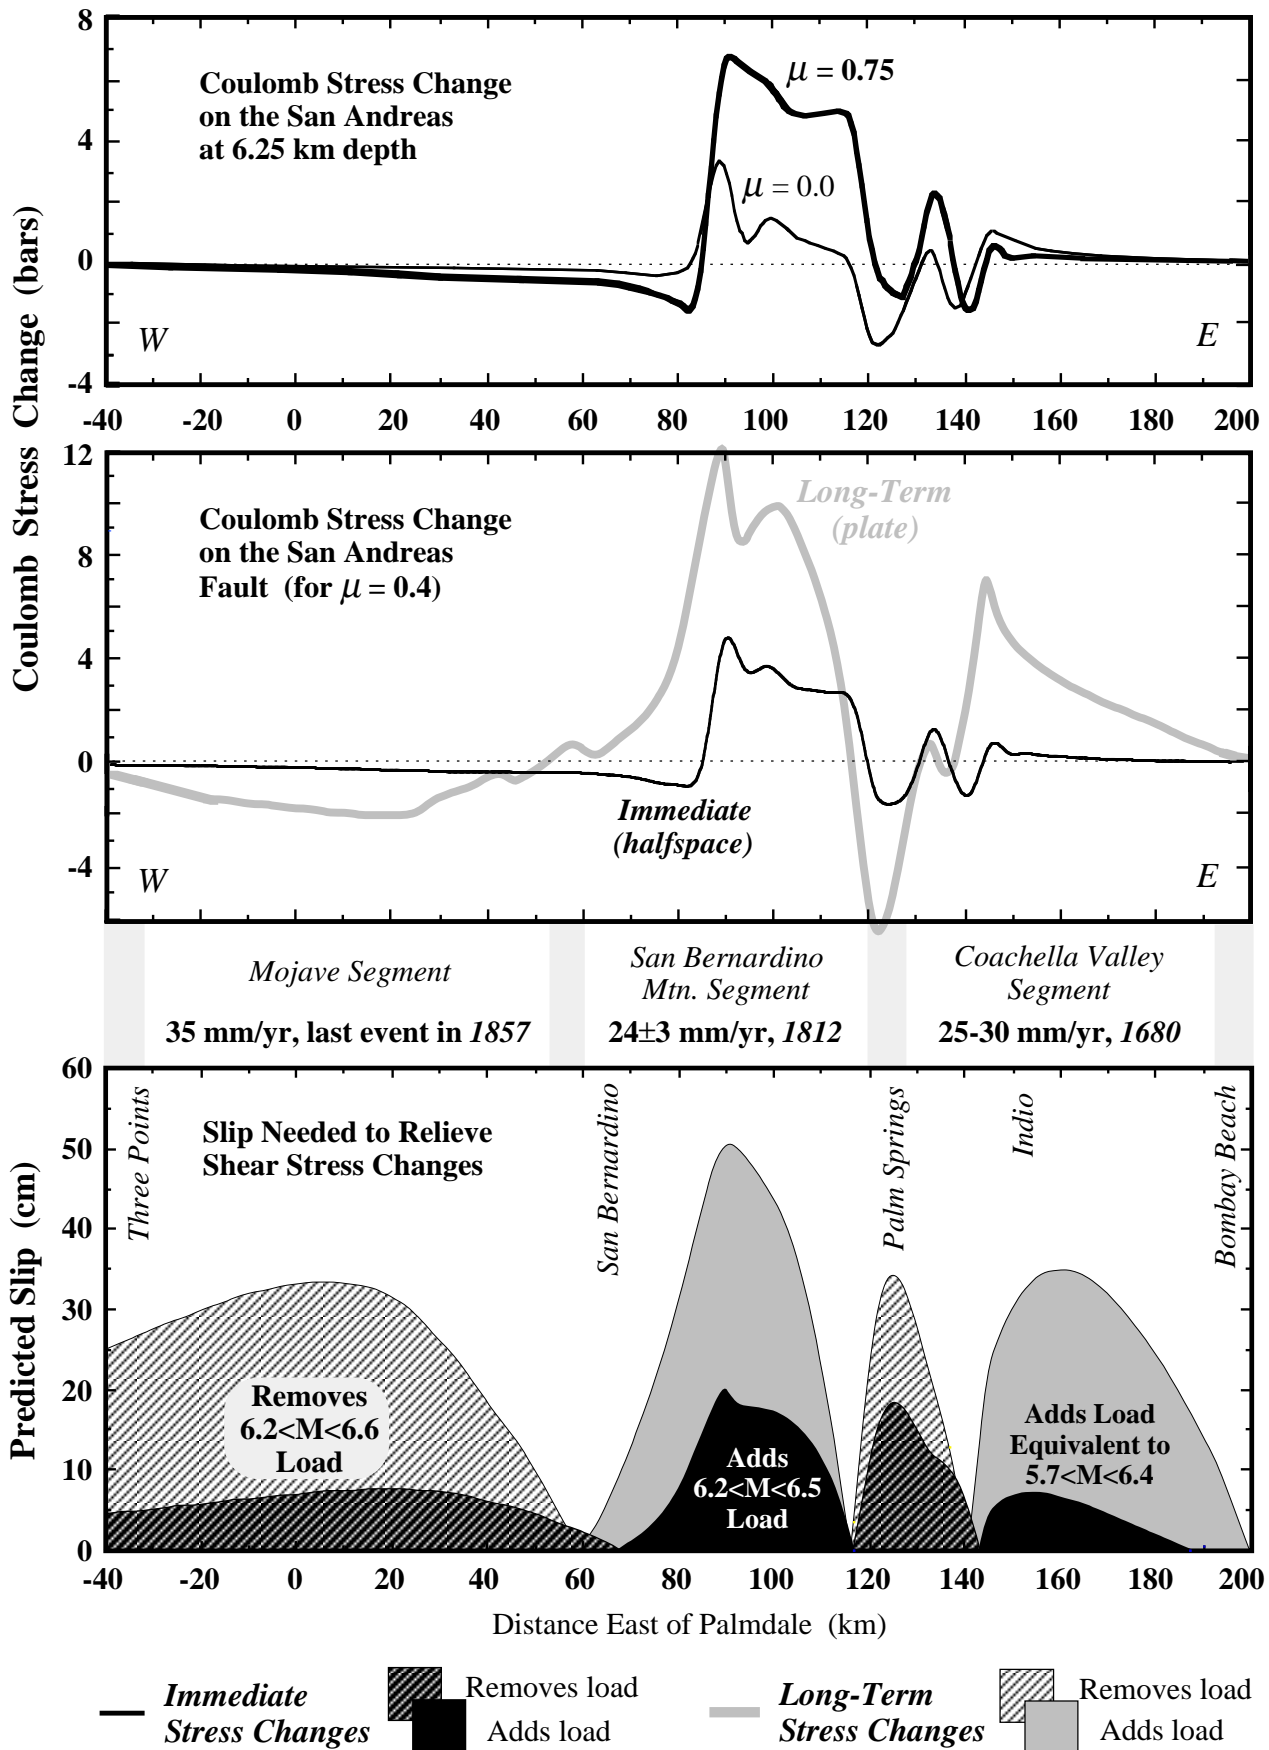 Coulomb Stress Change (bars)
8
4
0
-4
Coulomb Stress Change
on the San Andreas
at 6.25 km depth
μ = 0.75
μ = 0.0
W
E
-40 -20 0 20 40 60 80 100 120 140 160 180 200
12
8
4
0
-4
Coulomb Stress Change
on the San Andreas
Fault (for μ = 0.4)
Long-Term
(plate)
Immediate
(halfspace)
W
E
Mojave Segment
35 mm/yr, last event in 1857
San Bernardino
Mtn. Segment
24±3 mm/yr, 1812
Coachella Valley
Segment
25-30 mm/yr, 1680
Predicted Slip (cm)
60
50
40
30
20
10
0
Slip Needed to Relieve
Shear Stress Changes
Three Points
San Bernardino
Palm Springs
Indio
Bombay Beach
Removes
6.2<M<6.6
Load
Adds
6.2<M<6.5
Load
Adds Load
Equivalent to
5.7<M<6.4
-40 -20 0 20 40 60 80 100 120 140 160 180 200
Distance East of Palmdale (km)
Immediate
Stress Changes
Removes load
Adds load
Long-Term
Stress Changes
Removes load
Adds load